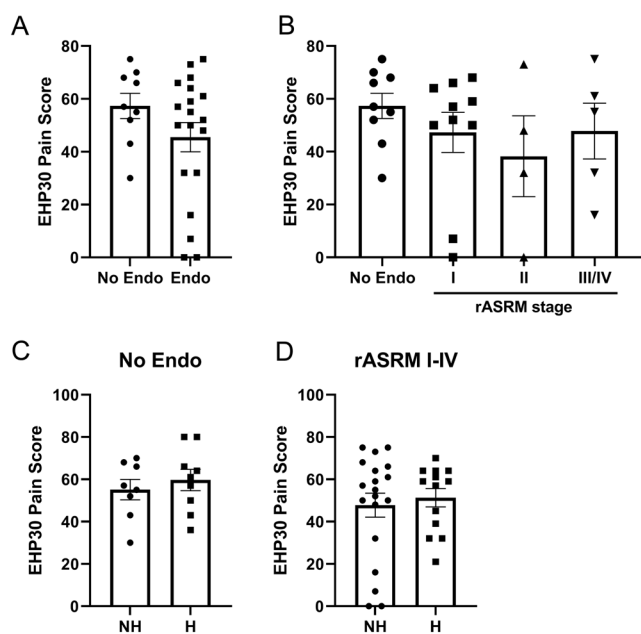 A
EHP30 Pain Score
80
60
40
20
0
No Endo Endo
B
EHP30 Pain Score
80
60
40
20
0
No Endo I II III/IV
rASRM stage
C
No Endo
EHP30 Pain Score
100
80
60
40
20
0
NH H
D
rASRM I-IV
EHP30 Pain Score
100
80
60
40
20
0
NH H